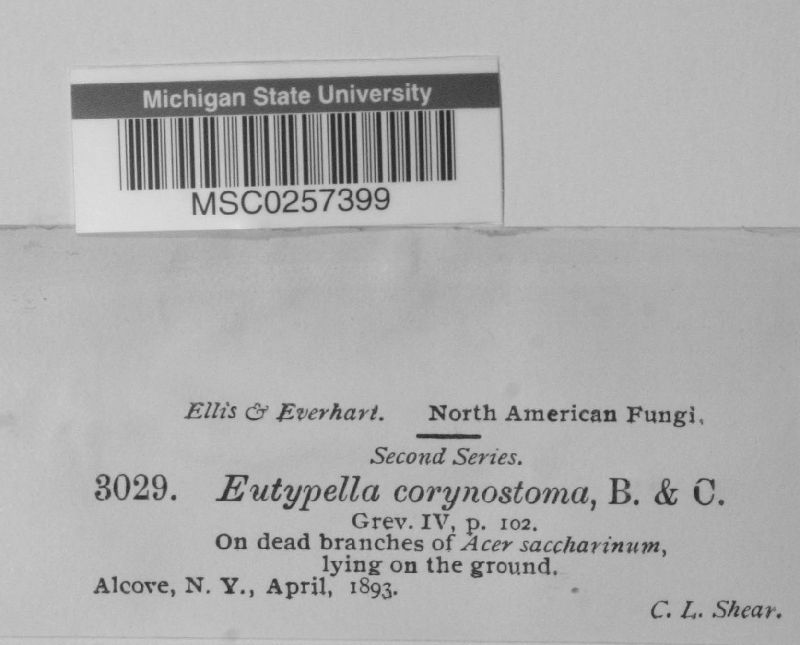 Michigan State University
MSC0257399
Ellis & Everhart. North American Fungi,
Second Series.
3029. Eutypella corynostoma, B. & C.
Grev. IV, p. 102.
On dead branches of Acer saccharinum,
lying on the ground.
Alcove, N. Y., April, 1893.
C. L. Shear.